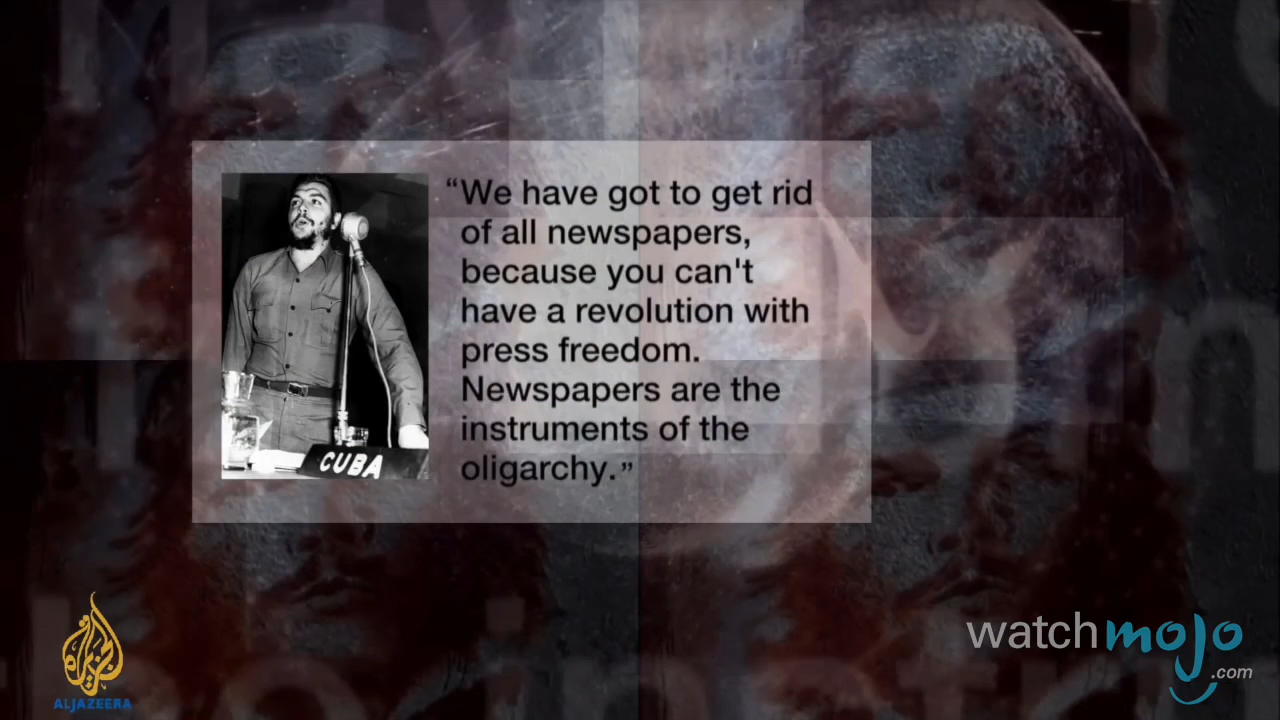 “We have got to get rid
of all newspapers,
because you can't
have a revolution with
press freedom.
Newspapers are the
instruments of the
oligarchy.”
CUBA
ALJAZEERA
watchmojo
.com